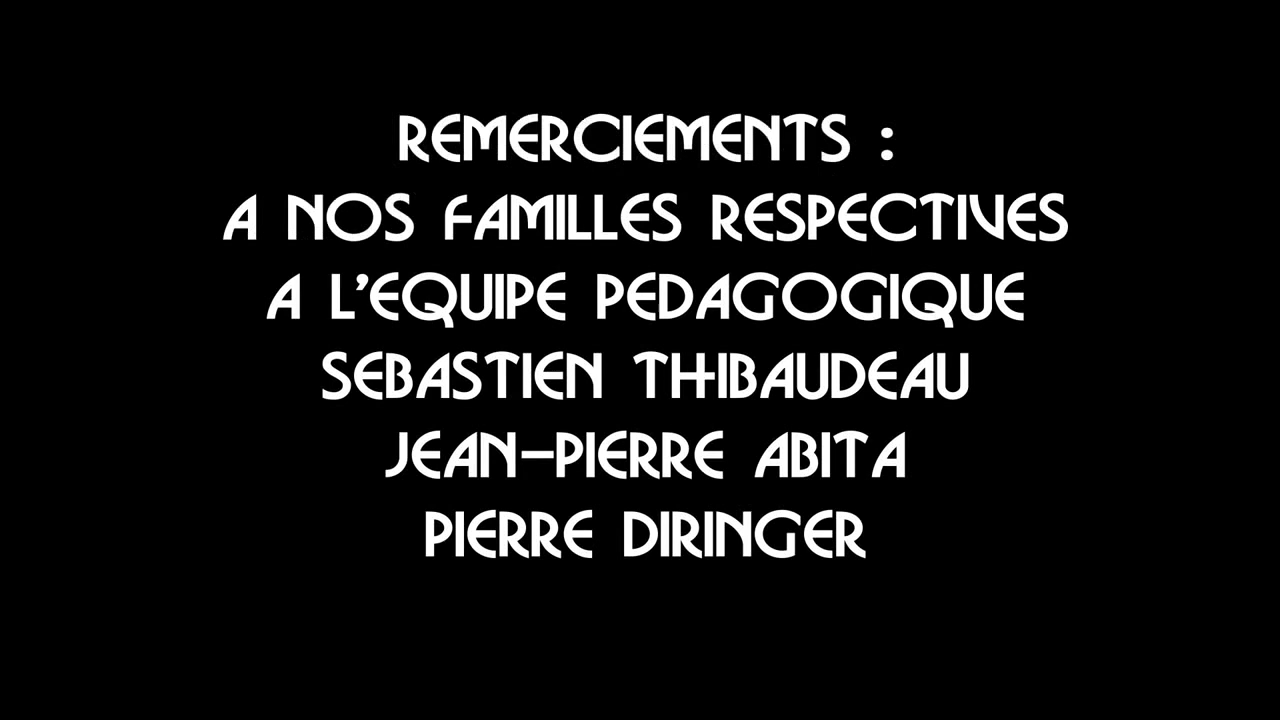 REMERCIEMENTS :
A NOS FAMILLES RESPECTIVES
A L'EQUIPE PEDAGOGIQUE
SEBASTIEN THIBAUDEAU
JEAN-PIERRE ABITA
PIERRE DIRINGER